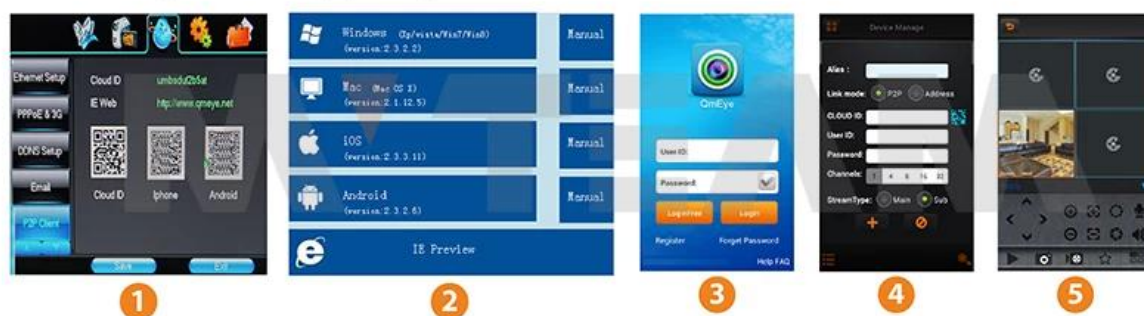 Ethernet Setup
PPPoE & 3G
DDNS Setup
Email
P2P Client
Cloud ID umbsduf2b5at
IE Web http://www.qmeye.net
Cloud ID Iphone Android
Save Exit
1
Windows (Xp/vista/Win7/Win8) Manual
(version:2.3.2.2)
Mac (Mac OS X) Manual
(version:2.1.12.5)
iOS Manual
(version:2.3.3.11)
Android Manual
(version:2.3.2.6)
IE Preview
2
QmEye
User ID:
Password:
LoginFree Login
Register Forget Password
Help FAQ
3
Device Manage
Alias :
Link mode: P2P Address
CLOUD ID:
User ID:
Password:
Channels: 1 4 8 16 32
StreamType: Main Sub
4
5
MYTEAM